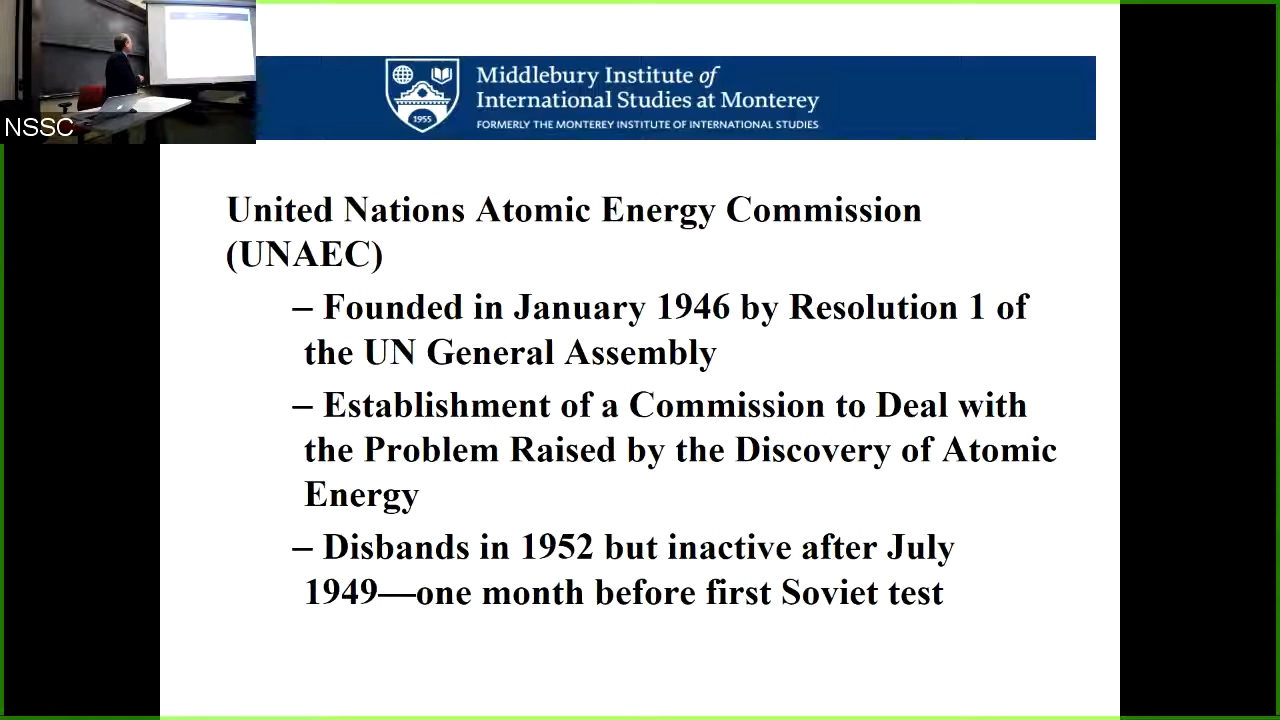 NSSC
Middlebury Institute of
International Studies at Monterey
FORMERLY THE MONTEREY INSTITUTE OF INTERNATIONAL STUDIES
1955
United Nations Atomic Energy Commission
(UNAEC)
– Founded in January 1946 by Resolution 1 of
the UN General Assembly
– Establishment of a Commission to Deal with
the Problem Raised by the Discovery of Atomic
Energy
– Disbands in 1952 but inactive after July
1949—one month before first Soviet test